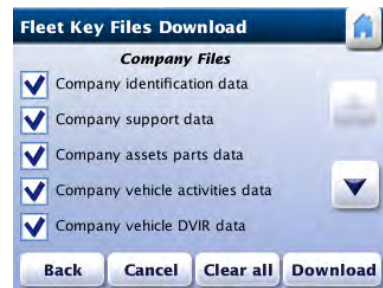 Fleet Key Files Download
Company Files
Company identification data
Company support data
Company assets parts data
Company vehicle activities data
Company vehicle DVIR data
Back Cancel Clear all Download